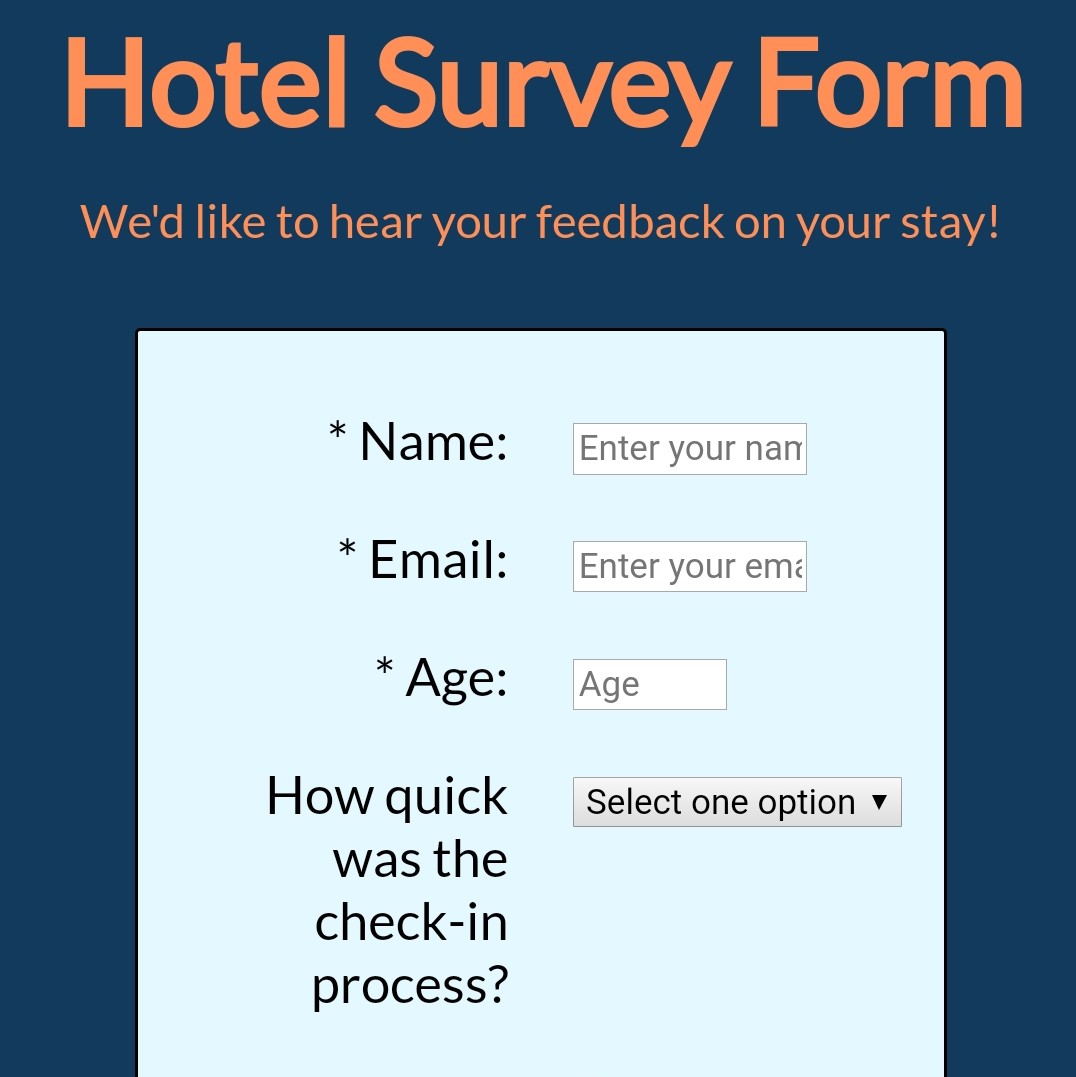 Hotel Survey Form
We'd like to hear your feedback on your stay!
* Name:
Enter your nam
* Email:
Enter your ema
* Age:
Age
How quick
was the
check-in
process?
Select one option ▼